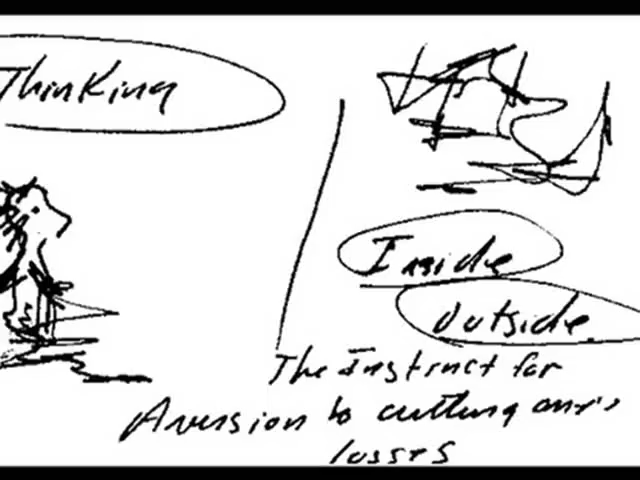 Thinking
Inside
Outside
The Instinct for
Aversion to cutting one's
losses